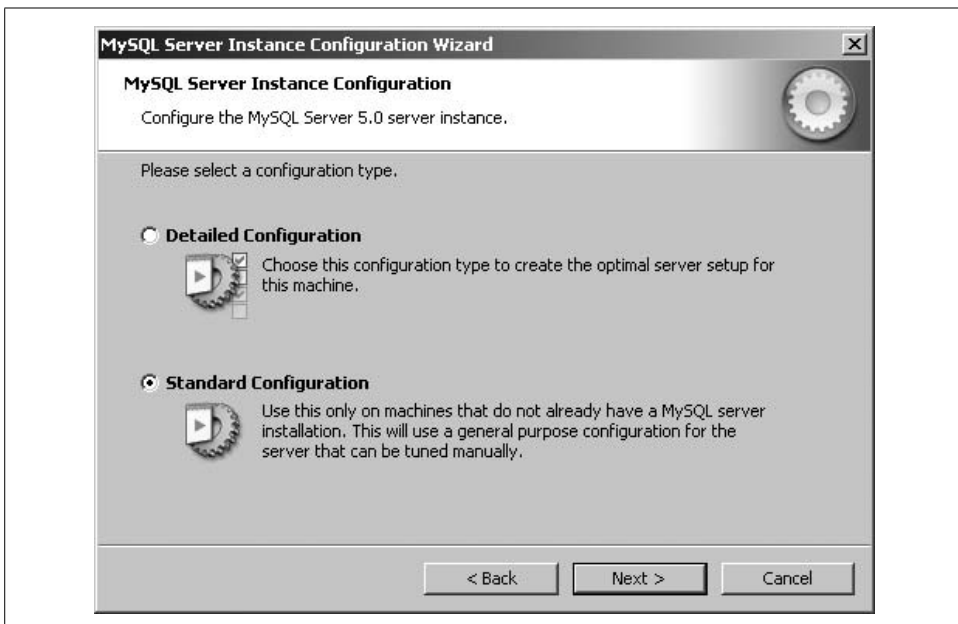 MySQL Server Instance Configuration Wizard
MySQL Server Instance Configuration
Configure the MySQL Server 5.0 server instance.
Please select a configuration type.
Detailed Configuration
Choose this configuration type to create the optimal server setup for
this machine.
Standard Configuration
Use this only on machines that do not already have a MySQL server
installation. This will use a general purpose configuration for the
server that can be tuned manually.
< Back
Next >
Cancel